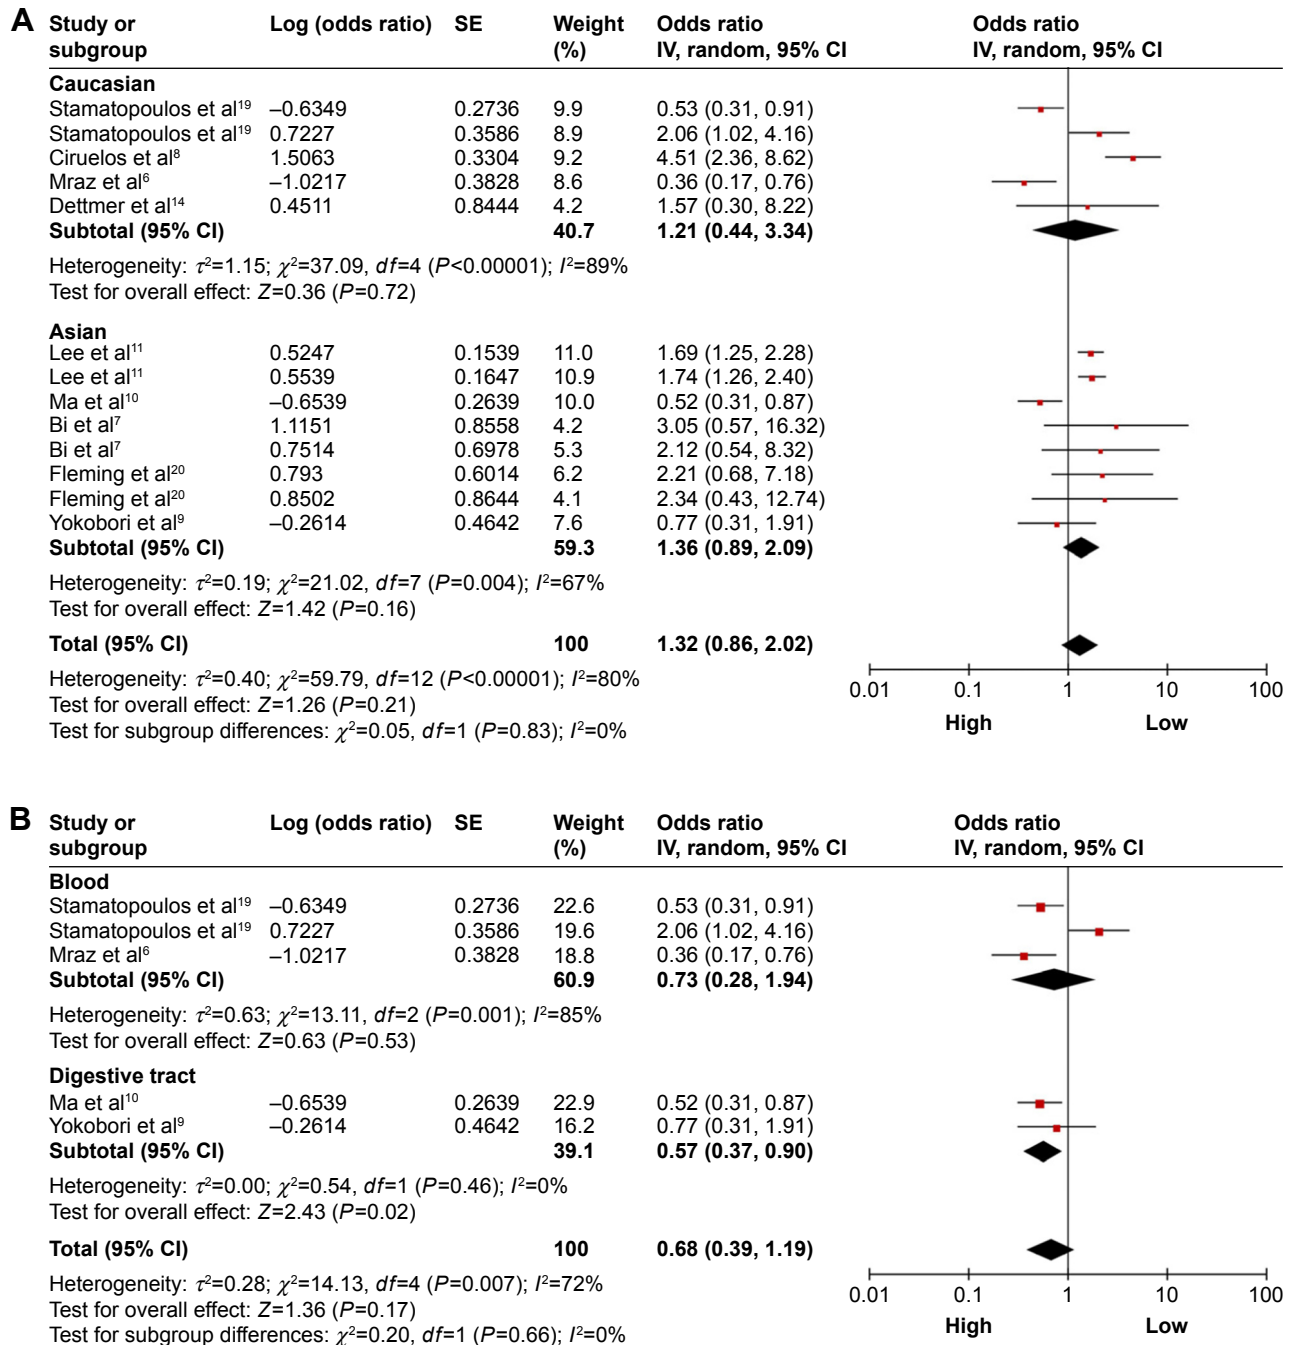 A Study or subgroup Log (odds ratio) SE Weight (%) Odds ratio IV, random, 95% CI Odds ratio IV, random, 95% CI
Caucasian
Stamatopoulos et al19 –0.6349 0.2736 9.9 0.53 (0.31, 0.91)
Stamatopoulos et al19 0.7227 0.3586 8.9 2.06 (1.02, 4.16)
Ciruelos et al8 1.5063 0.3304 9.2 4.51 (2.36, 8.62)
Mraz et al6 –1.0217 0.3828 8.6 0.36 (0.17, 0.76)
Dettmer et al14 0.4511 0.8444 4.2 1.57 (0.30, 8.22)
Subtotal (95% CI) 40.7 1.21 (0.44, 3.34)
Heterogeneity: τ2=1.15; χ2=37.09, df=4 (P<0.00001); I2=89%
Test for overall effect: Z=0.36 (P=0.72)
Asian
Lee et al11 0.5247 0.1539 11.0 1.69 (1.25, 2.28)
Lee et al11 0.5539 0.1647 10.9 1.74 (1.26, 2.40)
Ma et al10 –0.6539 0.2639 10.0 0.52 (0.31, 0.87)
Bi et al7 1.1151 0.8558 4.2 3.05 (0.57, 16.32)
Bi et al7 0.7514 0.6978 5.3 2.12 (0.54, 8.32)
Fleming et al20 0.793 0.6014 6.2 2.21 (0.68, 7.18)
Fleming et al20 0.8502 0.8644 4.1 2.34 (0.43, 12.74)
Yokobori et al9 –0.2614 0.4642 7.6 0.77 (0.31, 1.91)
Subtotal (95% CI) 59.3 1.36 (0.89, 2.09)
Heterogeneity: τ2=0.19; χ2=21.02, df=7 (P=0.004); I2=67%
Test for overall effect: Z=1.42 (P=0.16)
Total (95% CI) 100 1.32 (0.86, 2.02)
Heterogeneity: τ2=0.40; χ2=59.79, df=12 (P<0.00001); I2=80%
Test for overall effect: Z=1.26 (P=0.21)
Test for subgroup differences: χ2=0.05, df=1 (P=0.83); I2=0%
0.01 0.1 1 10 100
High Low
B Study or subgroup Log (odds ratio) SE Weight (%) Odds ratio IV, random, 95% CI Odds ratio IV, random, 95% CI
Blood
Stamatopoulos et al19 –0.6349 0.2736 22.6 0.53 (0.31, 0.91)
Stamatopoulos et al19 0.7227 0.3586 19.6 2.06 (1.02, 4.16)
Mraz et al6 –1.0217 0.3828 18.8 0.36 (0.17, 0.76)
Subtotal (95% CI) 60.9 0.73 (0.28, 1.94)
Heterogeneity: τ2=0.63; χ2=13.11, df=2 (P=0.001); I2=85%
Test for overall effect: Z=0.63 (P=0.53)
Digestive tract
Ma et al10 –0.6539 0.2639 22.9 0.52 (0.31, 0.87)
Yokobori et al9 –0.2614 0.4642 16.2 0.77 (0.31, 1.91)
Subtotal (95% CI) 39.1 0.57 (0.37, 0.90)
Heterogeneity: τ2=0.00; χ2=0.54, df=1 (P=0.46); I2=0%
Test for overall effect: Z=2.43 (P=0.02)
Total (95% CI) 100 0.68 (0.39, 1.19)
Heterogeneity: τ2=0.28; χ2=14.13, df=4 (P=0.007); I2=72%
Test for overall effect: Z=1.36 (P=0.17)
Test for subgroup differences: χ2=0.20, df=1 (P=0.66); I2=0%
0.01 0.1 1 10 100
High Low